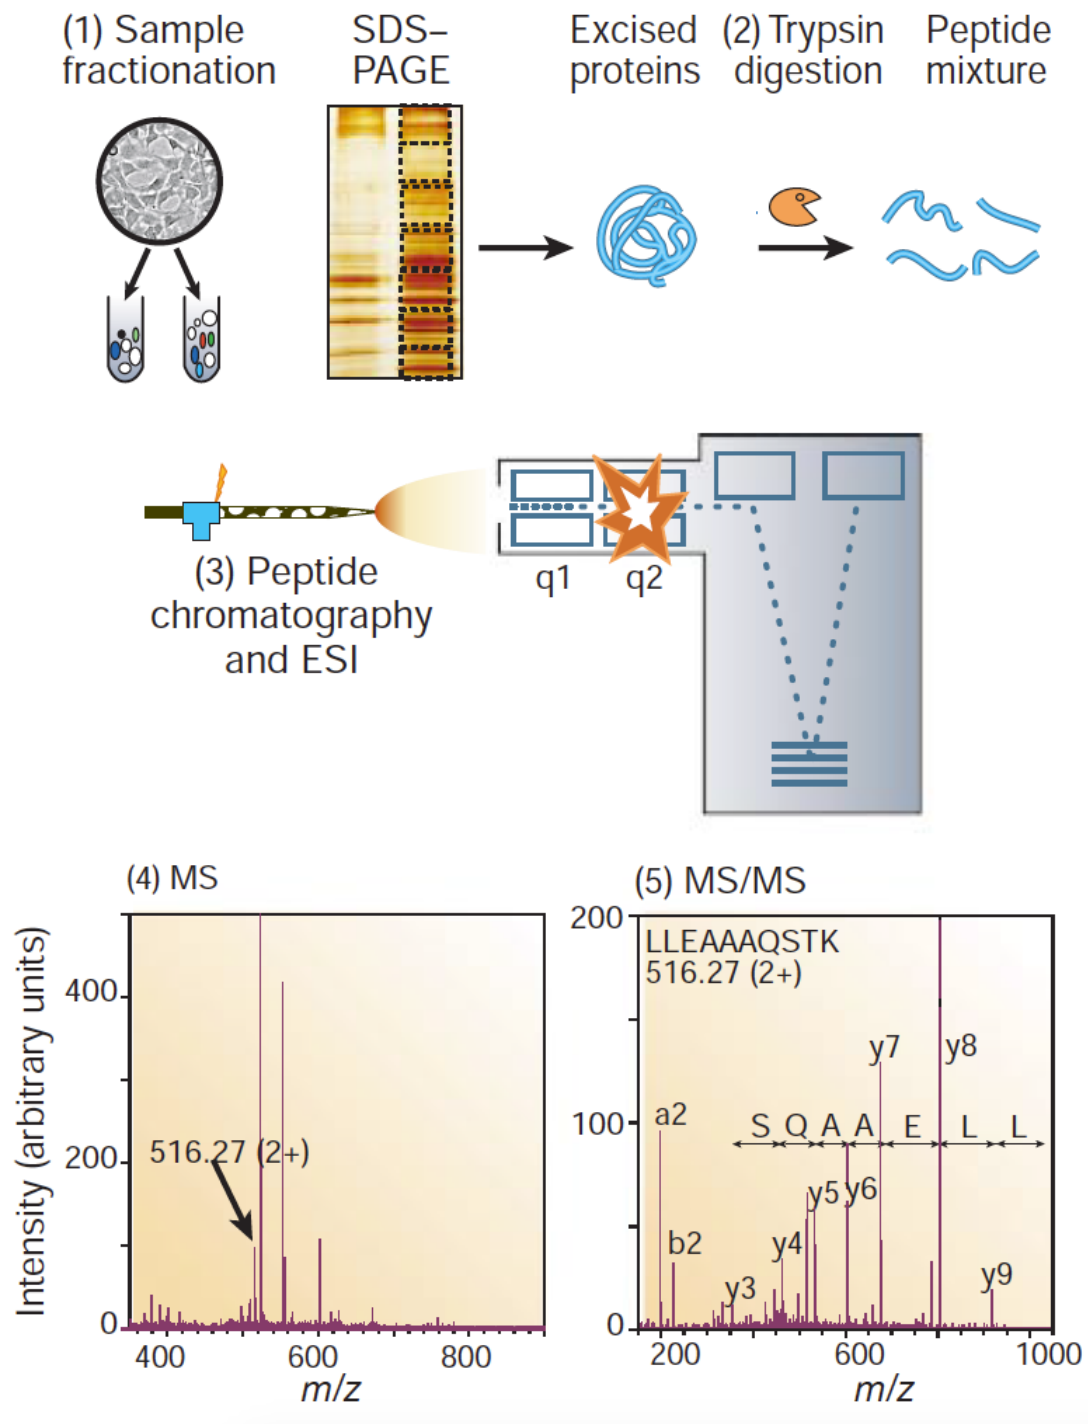 (1) Sample
fractionation
SDS–
PAGE
Excised
proteins
(2) Trypsin
digestion
Peptide
mixture
(3) Peptide
chromatography
and ESI
q1
q2
(4) MS
Intensity (arbitrary units)
400
200
0
516.27 (2+)
400
600
800
m/z
(5) MS/MS
200
100
0
LLEAAAQSTK
516.27 (2+)
a2
b2
y3
y4
y5
y6
y7
y8
y9
S Q A A E L L
200
600
1000
m/z